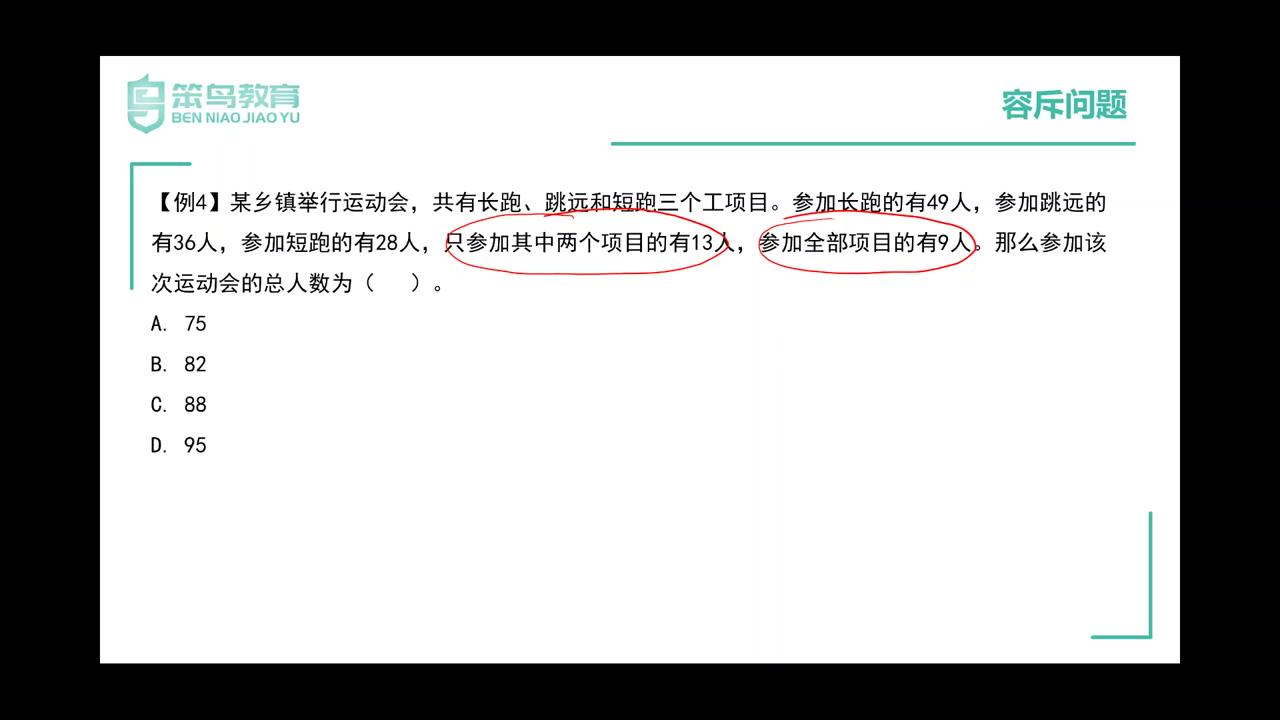 笨鸟教育
BEN NIAO JIAO YU
容斥问题
【例4】某乡镇举行运动会，共有长跑、跳远和短跑三个工项目。参加长跑的有49人，参加跳远的
有36人，参加短跑的有28人，只参加其中两个项目的有13人，参加全部项目的有9人。那么参加该
次运动会的总人数为（ ）。
A. 75
B. 82
C. 88
D. 95